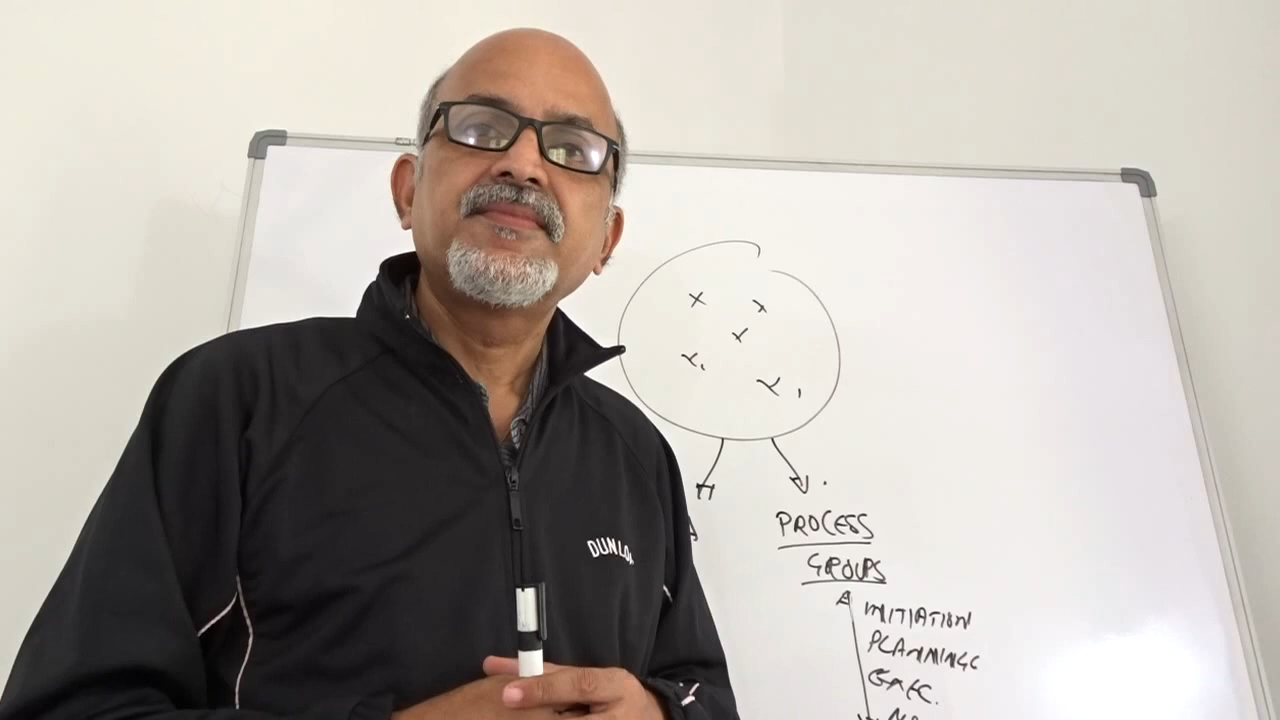 DUNLOP
PROCESS
GROUPS
INITIATION
PLANNING
EXEC.